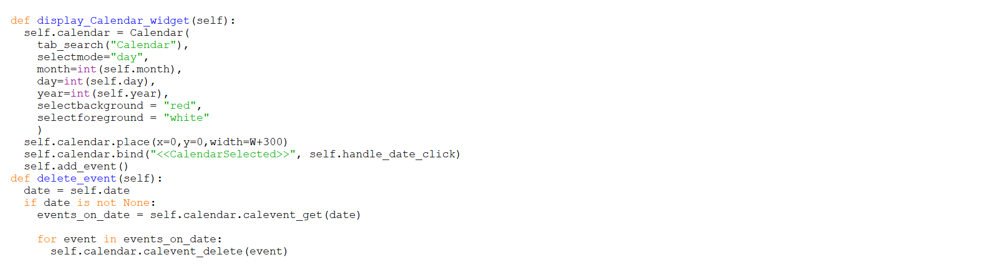 def display_Calendar_widget(self):
  self.calendar = Calendar(
    tab_search("Calendar"),
    selectmode="day",
    month=int(self.month),
    day=int(self.day),
    year=int(self.year),
    selectbackground = "red",
    selectforeground = "white"
    )
  self.calendar.place(x=0,y=0,width=W+300)
  self.calendar.bind("<<CalendarSelected>>", self.handle_date_click)
  self.add_event()
def delete_event(self):
  date = self.date
  if date is not None:
    events_on_date = self.calendar.calevent_get(date)

    for event in events_on_date:
      self.calendar.calevent_delete(event)